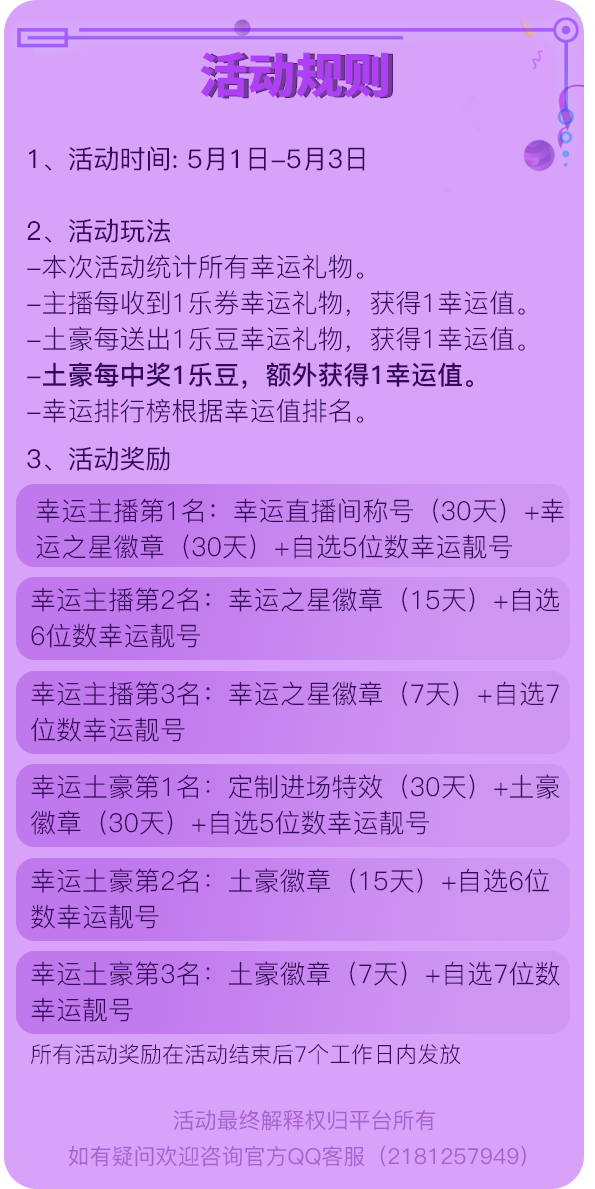 活动规则
1、活动时间: 5月1日-5月3日
2、活动玩法
-本次活动统计所有幸运礼物。
-主播每收到1乐券幸运礼物，获得1幸运值。
-土豪每送出1乐豆幸运礼物，获得1幸运值。
-土豪每中奖1乐豆，额外获得1幸运值。
-幸运排行榜根据幸运值排名。
3、活动奖励
幸运主播第1名：幸运直播间称号（30天）+幸
运之星徽章（30天）+自选5位数幸运靓号
幸运主播第2名：幸运之星徽章（15天）+自选
6位数幸运靓号
幸运主播第3名：幸运之星徽章（7天）+自选7
位数幸运靓号
幸运土豪第1名：定制进场特效（30天）+土豪
徽章（30天）+自选5位数幸运靓号
幸运土豪第2名：土豪徽章（15天）+自选6位
数幸运靓号
幸运土豪第3名：土豪徽章（7天）+自选7位数
幸运靓号
所有活动奖励在活动结束后7个工作日内发放
活动最终解释权归平台所有
如有疑问欢迎咨询官方QQ客服（2181257949）